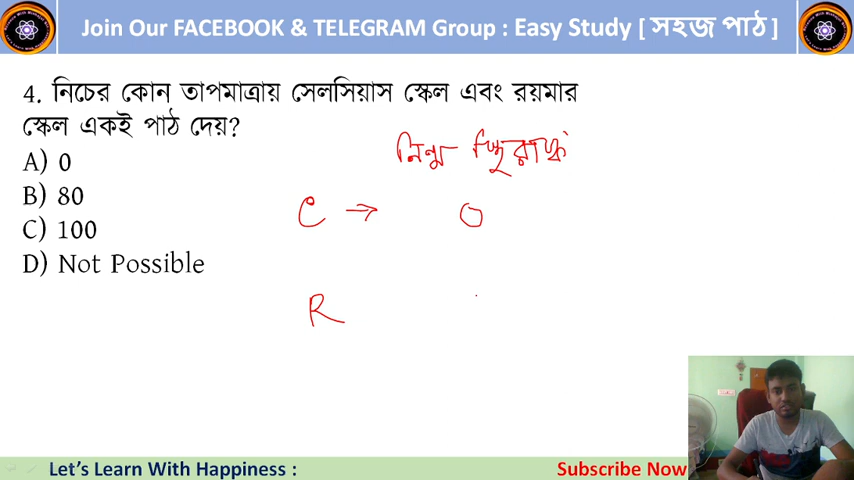 Join Our FACEBOOK & TELEGRAM Group : Easy Study [ সহজ পাঠ ]
4. নিচের কোন তাপমাত্রায় সেলসিয়াস স্কেল এবং রয়মার
স্কেল একই পাঠ দেয়?
নিম্ন স্থিরাঙ্ক
A) 0
B) 80
C → 0
C) 100
D) Not Possible
R
Let's Learn With Happiness :
Subscribe Now